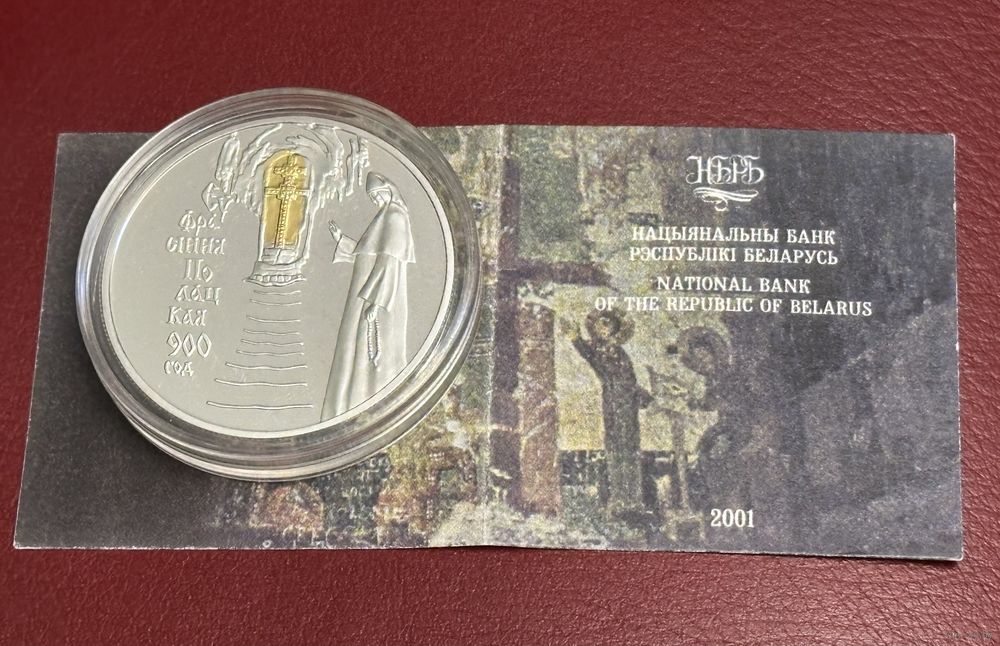 Фра
сіння
По
лац
кая
900
год
НБРБ
НАЦЫЯНАЛЬНЫ БАНК
РЭСПУБЛІКІ БЕЛАРУСЬ
NATIONAL BANK
OF THE REPUBLIC OF BELARUS
2001